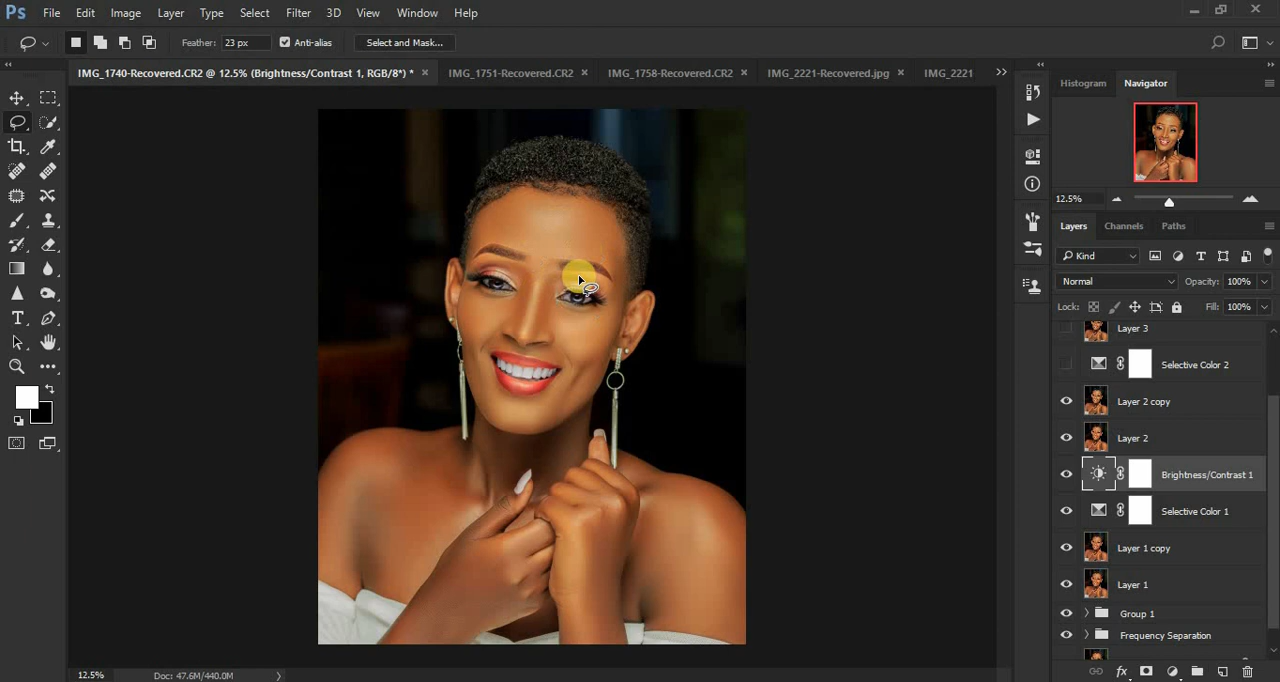 Ps File Edit Image Layer Type Select Filter 3D View Window Help
Feather: 23 px Anti-alias Select and Mask...
IMG_1740-Recovered.CR2 @ 12.5% (Brightness/Contrast 1, RGB/8*) * × IMG_1751-Recovered.CR2 × IMG_1758-Recovered.CR2 × IMG_2221-Recovered.jpg × IMG_2221
Histogram Navigator
12.5%
Layers Channels Paths
Kind
Normal Opacity: 100%
Lock: Fill: 100%
Layer 3
Selective Color 2
Layer 2 copy
Layer 2
Brightness/Contrast 1
Selective Color 1
Layer 1 copy
Layer 1
Group 1
Frequency Separation
12.5% Doc: 47.6M/440.0M